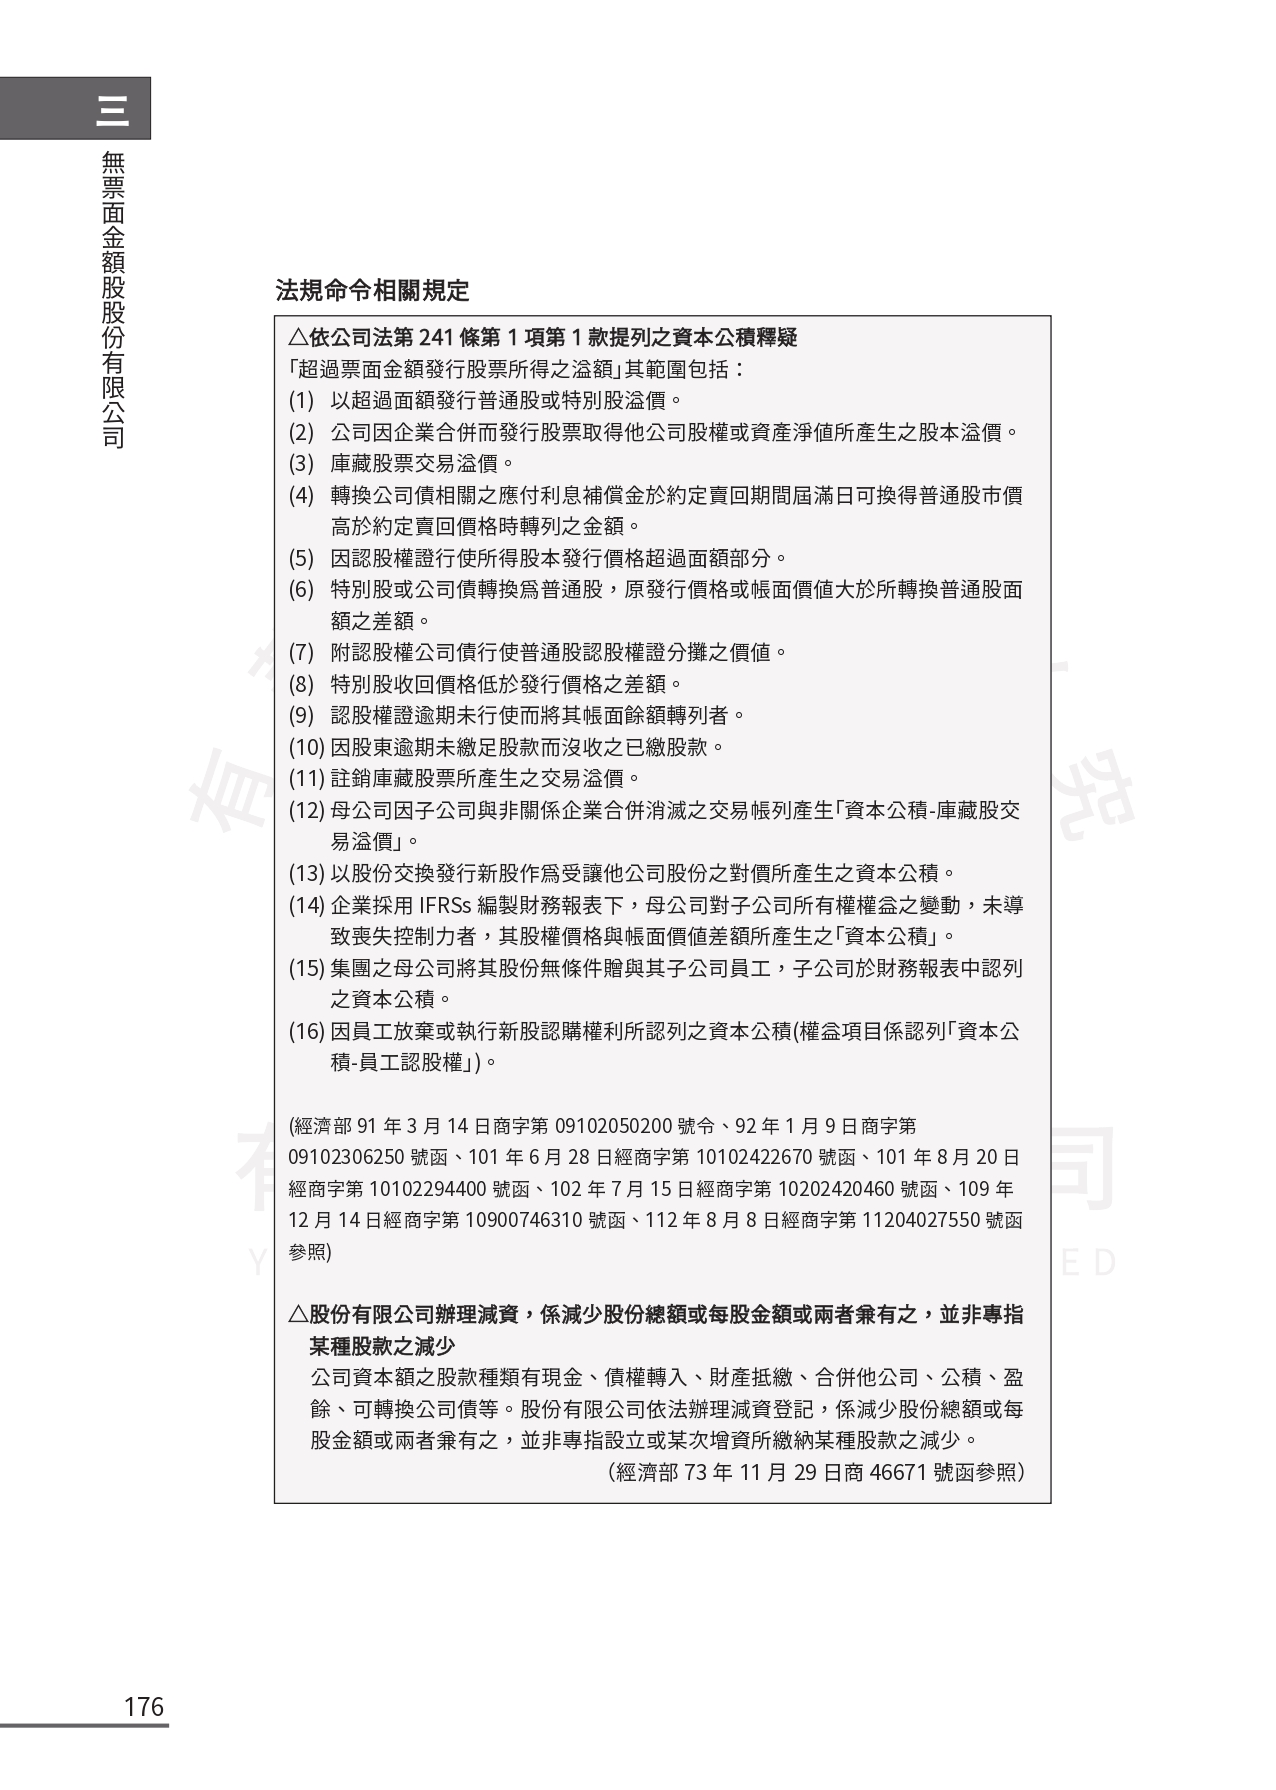 三
無票面金額股股份有限公司
法規命令相關規定
△依公司法第 241 條第 1 項第 1 款提列之資本公積釋疑
｢超過票面金額發行股票所得之溢額｣其範圍包括：
(1) 以超過面額發行普通股或特別股溢價。
(2) 公司因企業合併而發行股票取得他公司股權或資產淨值所產生之股本溢價。
(3) 庫藏股票交易溢價。
(4) 轉換公司債相關之應付利息補償金於約定賣回期間屆滿日可換得普通股市價
高於約定賣回價格時轉列之金額。
(5) 因認股權證行使所得股本發行價格超過面額部分。
(6) 特別股或公司債轉換為普通股，原發行價格或帳面價值大於所轉換普通股面
額之差額。
(7) 附認股權公司債行使普通股認股權證分攤之價值。
(8) 特別股收回價格低於發行價格之差額。
(9) 認股權證逾期未行使而將其帳面餘額轉列者。
(10) 因股東逾期未繳足股款而沒收之已繳股款。
(11) 註銷庫藏股票所產生之交易溢價。
(12) 母公司因子公司與非關係企業合併消滅之交易帳列產生｢資本公積-庫藏股交
易溢價｣。
(13) 以股份交換發行新股作為受讓他公司股份之對價所產生之資本公積。
(14) 企業採用 IFRSs 編製財務報表下，母公司對子公司所有權權益之變動，未導
致喪失控制力者，其股權價格與帳面價值差額所產生之｢資本公積｣。
(15) 集團之母公司將其股份無條件贈與其子公司員工，子公司於財務報表中認列
之資本公積。
(16) 因員工放棄或執行新股認購權利所認列之資本公積(權益項目係認列｢資本公
積-員工認股權｣)。
(經濟部 91 年 3 月 14 日商字第 09102050200 號令、92 年 1 月 9 日商字第
09102306250 號函、101 年 6 月 28 日經商字第 10102422670 號函、101 年 8 月 20 日
經商字第 10102294400 號函、102 年 7 月 15 日經商字第 10202420460 號函、109 年
12 月 14 日經商字第 10900746310 號函、112 年 8 月 8 日經商字第 11204027550 號函
參照)
△股份有限公司辦理減資，係減少股份總額或每股金額或兩者兼有之，並非專指
某種股款之減少
公司資本額之股款種類有現金、債權轉入、財產抵繳、合併他公司、公積、盈
餘、可轉換公司債等。股份有限公司依法辦理減資登記，係減少股份總額或每
股金額或兩者兼有之，並非專指設立或某次增資所繳納某種股款之減少。
（經濟部 73 年 11 月 29 日商 46671 號函參照）
176